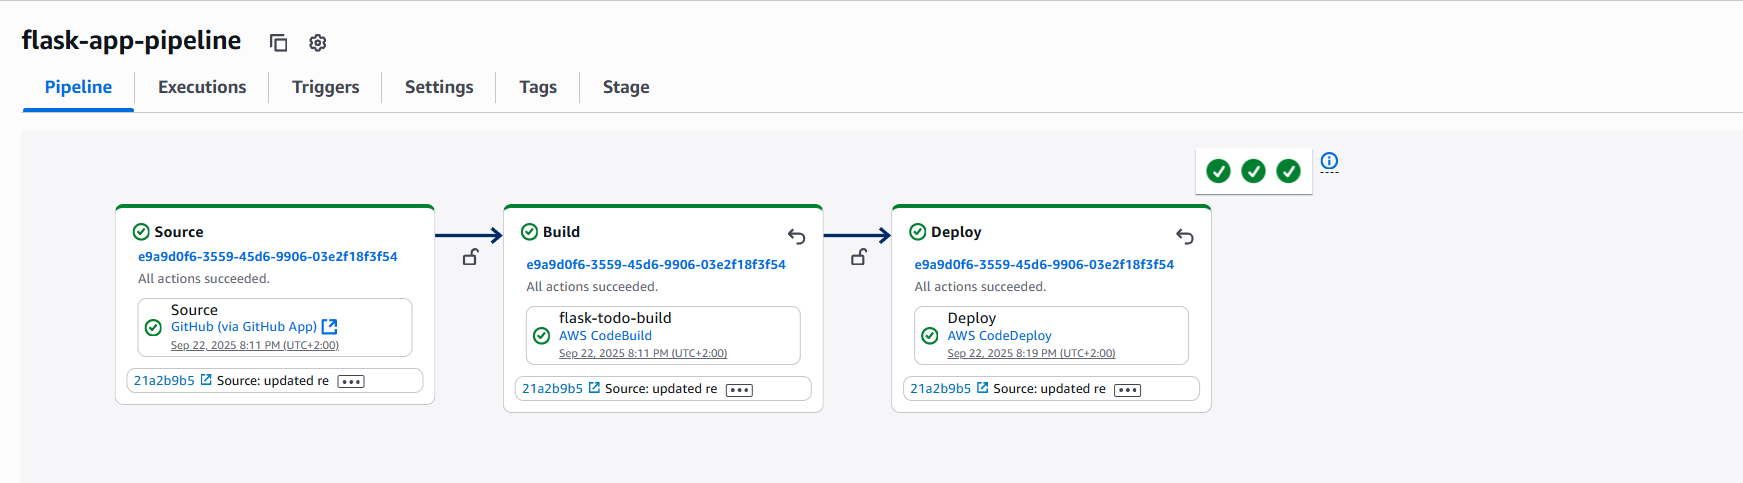 flask-app-pipeline
Pipeline
Executions
Triggers
Settings
Tags
Stage
Source
e9a9d0f6-3559-45d6-9906-03e2f18f3f54
All actions succeeded.
Source
GitHub (via GitHub App)
Sep 22, 2025 8:11 PM (UTC+2:00)
21a2b9b5 Source: updated re
Build
e9a9d0f6-3559-45d6-9906-03e2f18f3f54
All actions succeeded.
flask-todo-build
AWS CodeBuild
Sep 22, 2025 8:11 PM (UTC+2:00)
21a2b9b5 Source: updated re
Deploy
e9a9d0f6-3559-45d6-9906-03e2f18f3f54
All actions succeeded.
Deploy
AWS CodeDeploy
Sep 22, 2025 8:19 PM (UTC+2:00)
21a2b9b5 Source: updated re